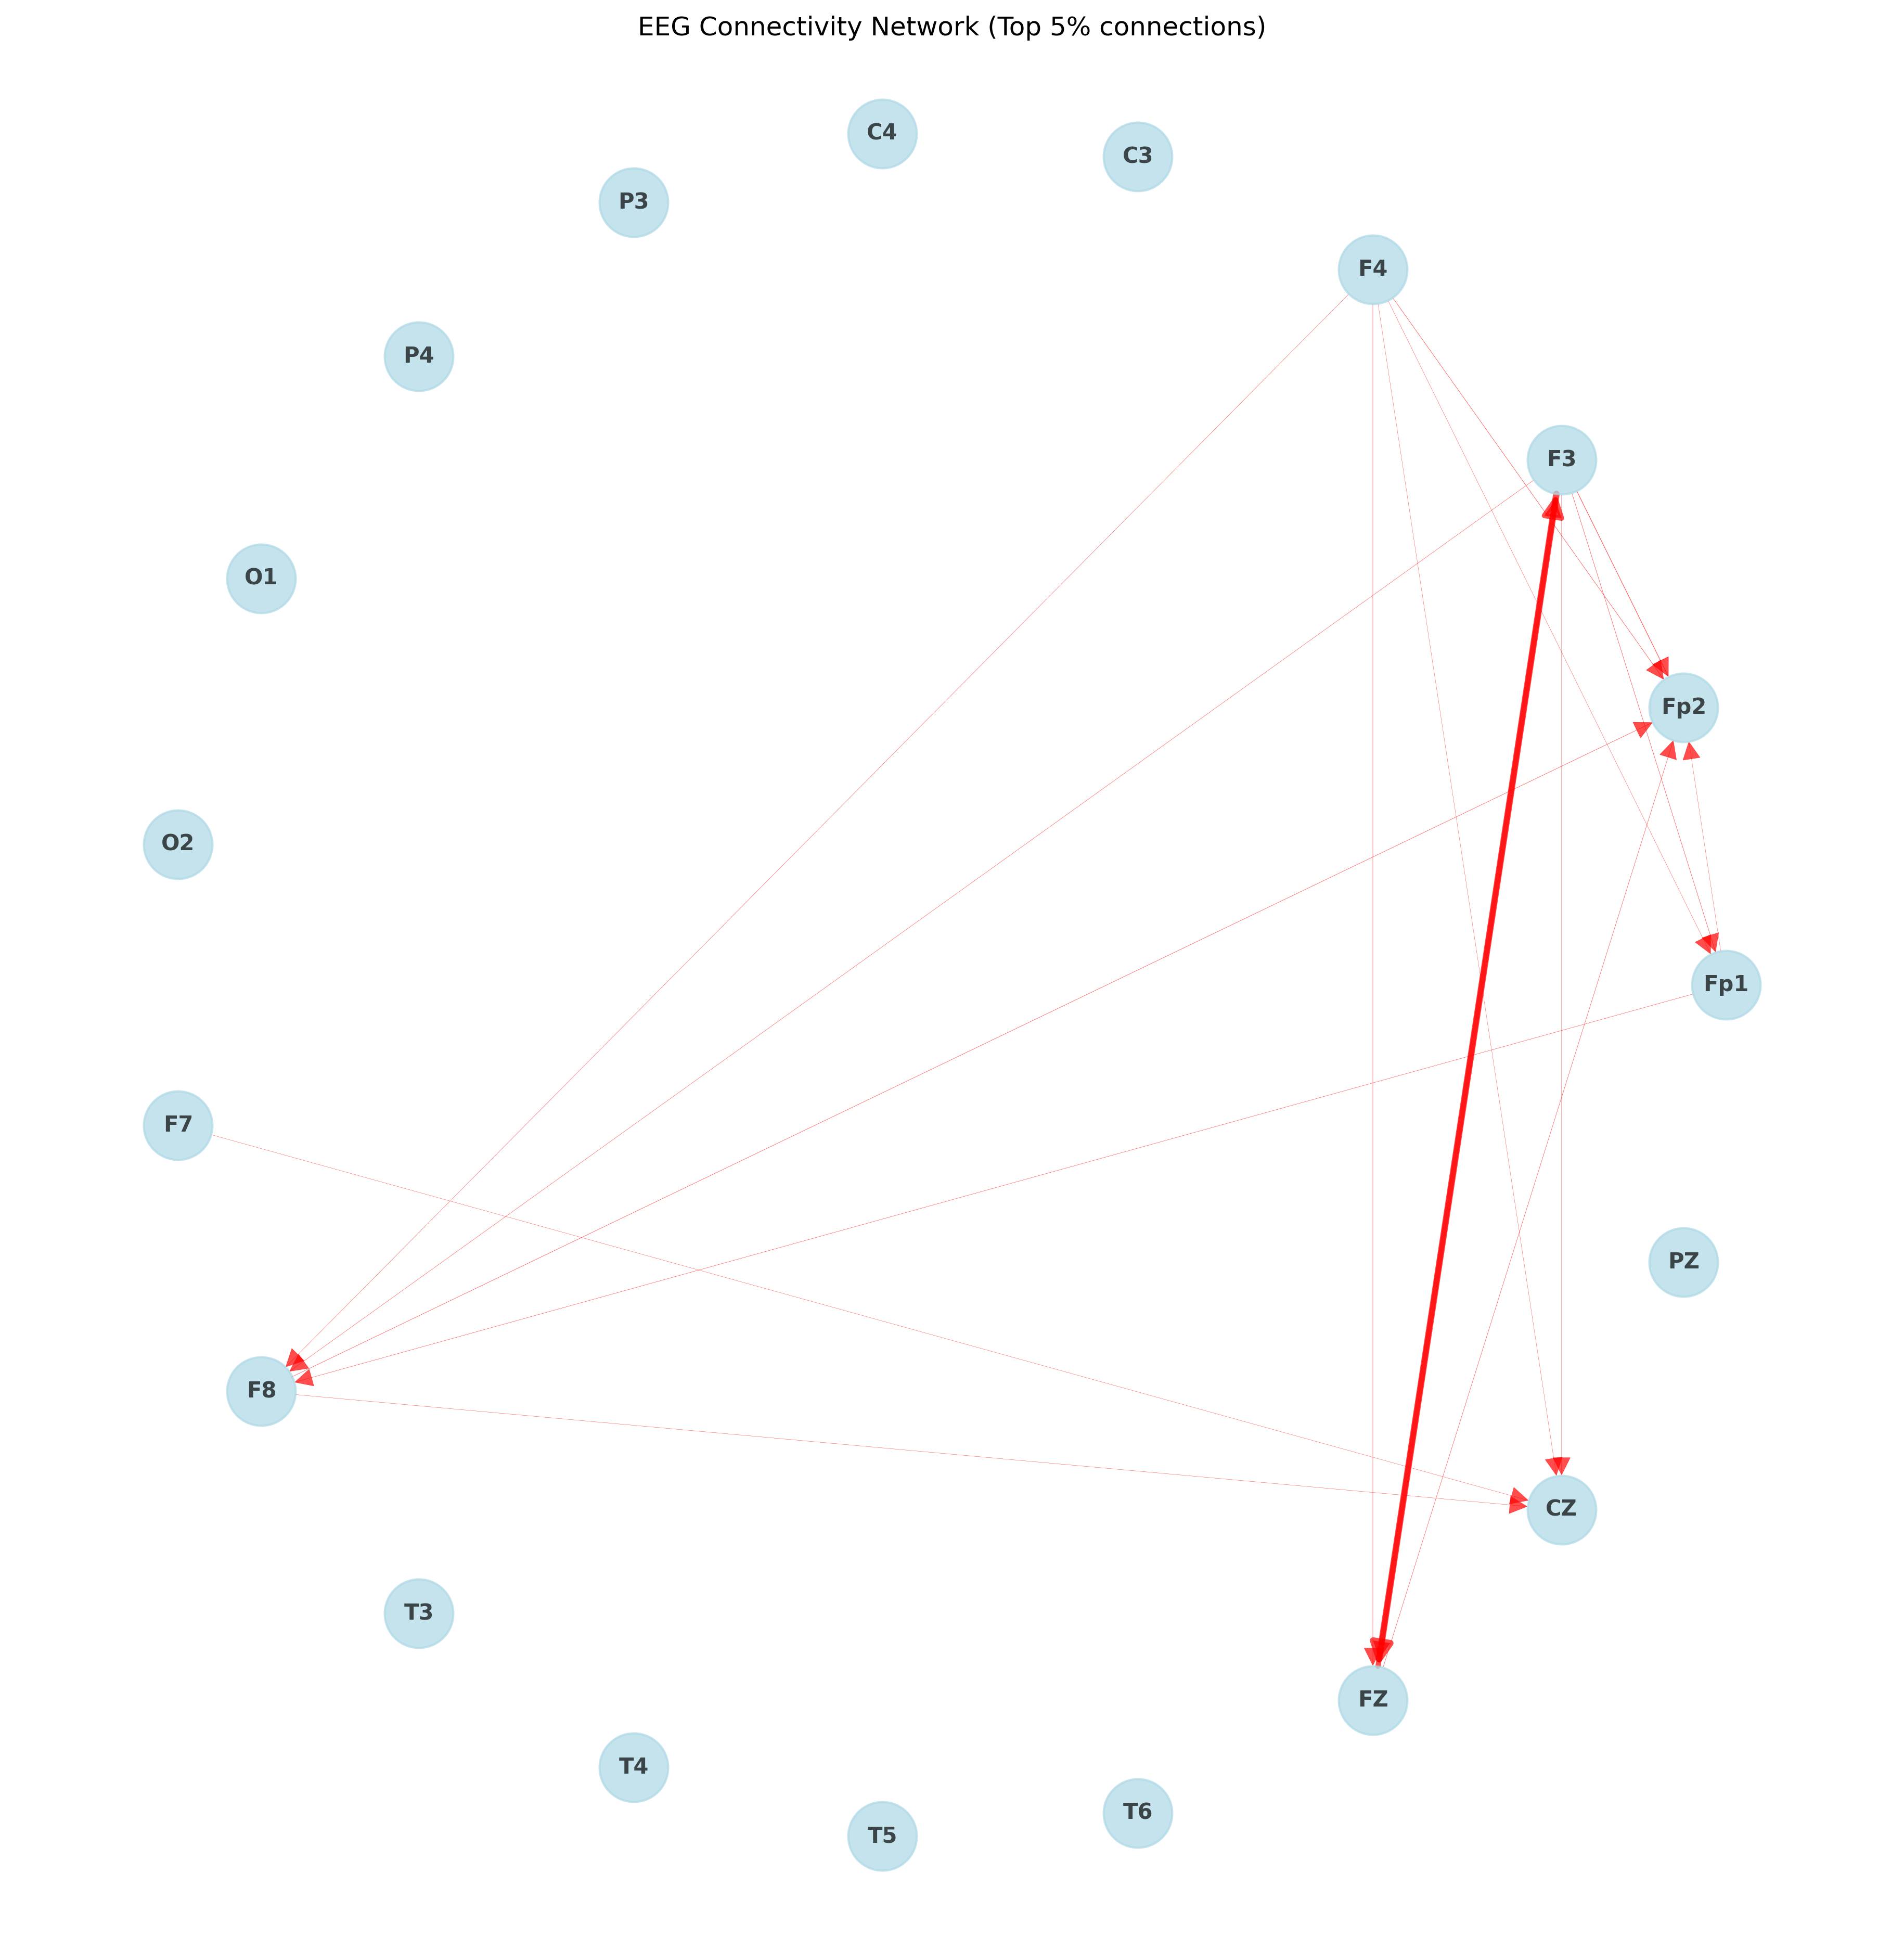 EEG Connectivity Network (Top 5% connections)
C4
C3
P3
F4
P4
F3
O1
Fp2
O2
Fp1
F7
PZ
F8
CZ
T3
FZ
T4
T6
T5